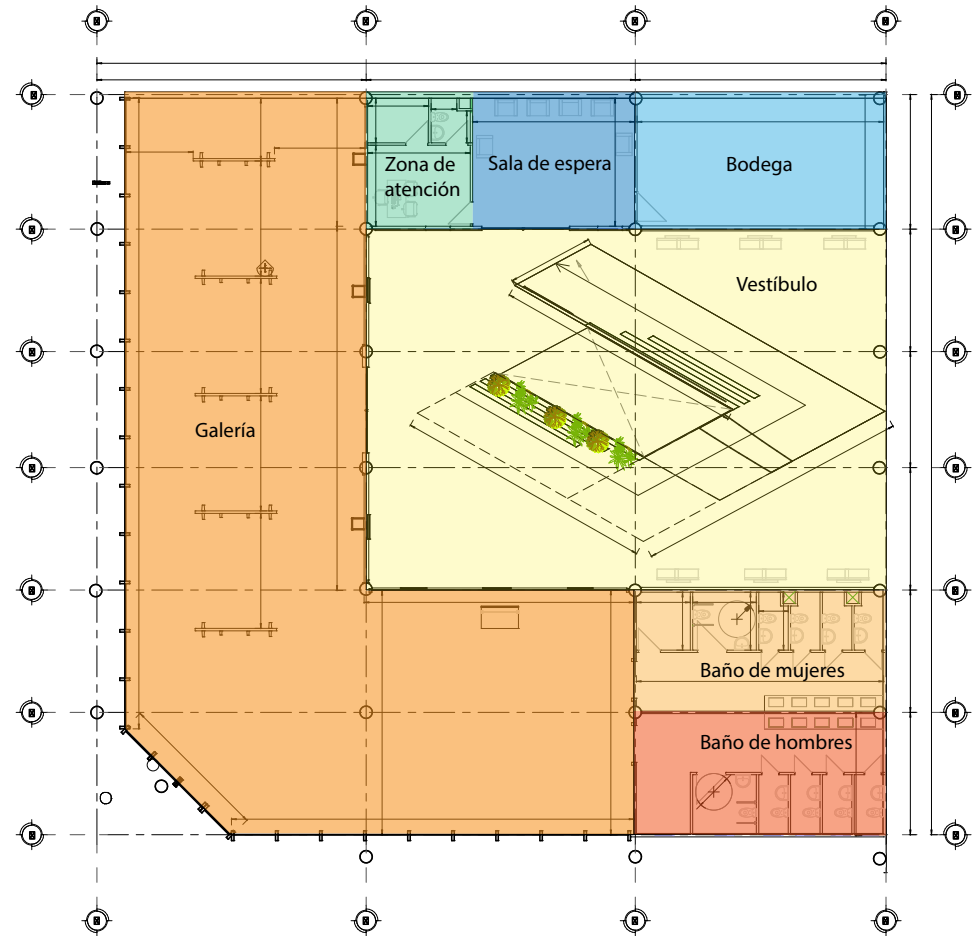 Zona de
atención
Sala de espera
Bodega
Vestíbulo
Galería
Baño de mujeres
Baño de hombres